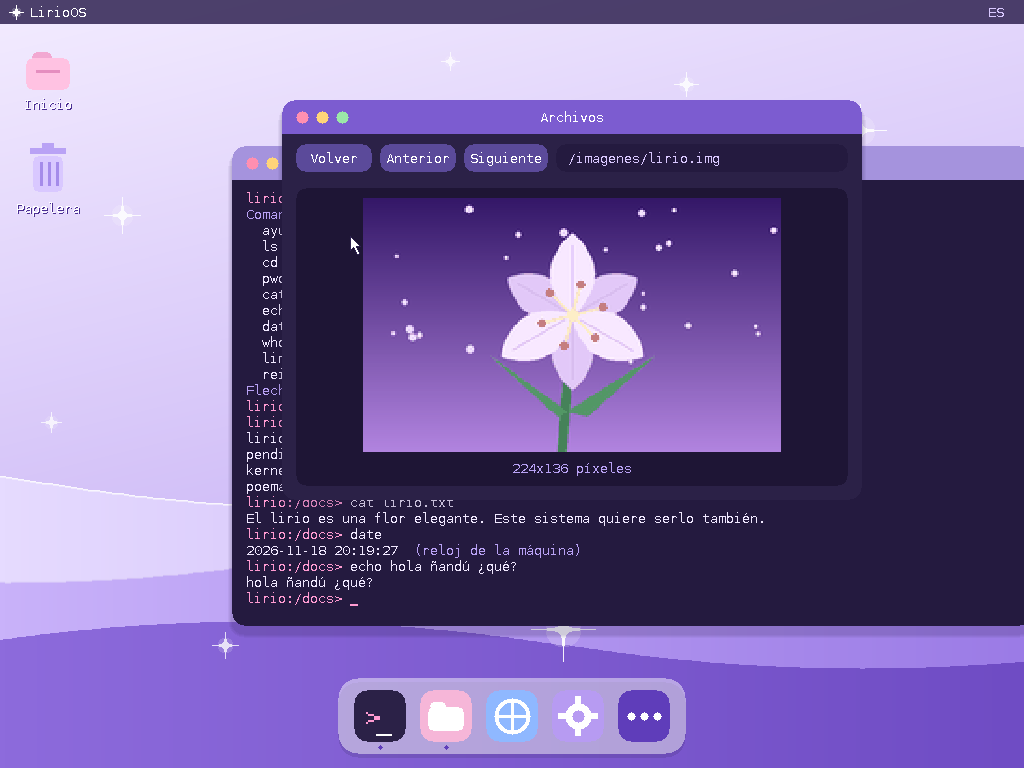 LirioOS
ES
Inicio
Papelera
Archivos
Volver
Anterior
Siguiente
/imagenes/lirio.img
224x136 píxeles
ls
cd
lirio:/docs> cat lirio.txt
El lirio es una flor elegante. Este sistema quiere serlo también.
lirio:/docs> date
2026-11-18 20:19:27  (reloj de la máquina)
lirio:/docs> echo hola ñandú ¿qué?
hola ñandú ¿qué?
lirio:/docs> _
>_